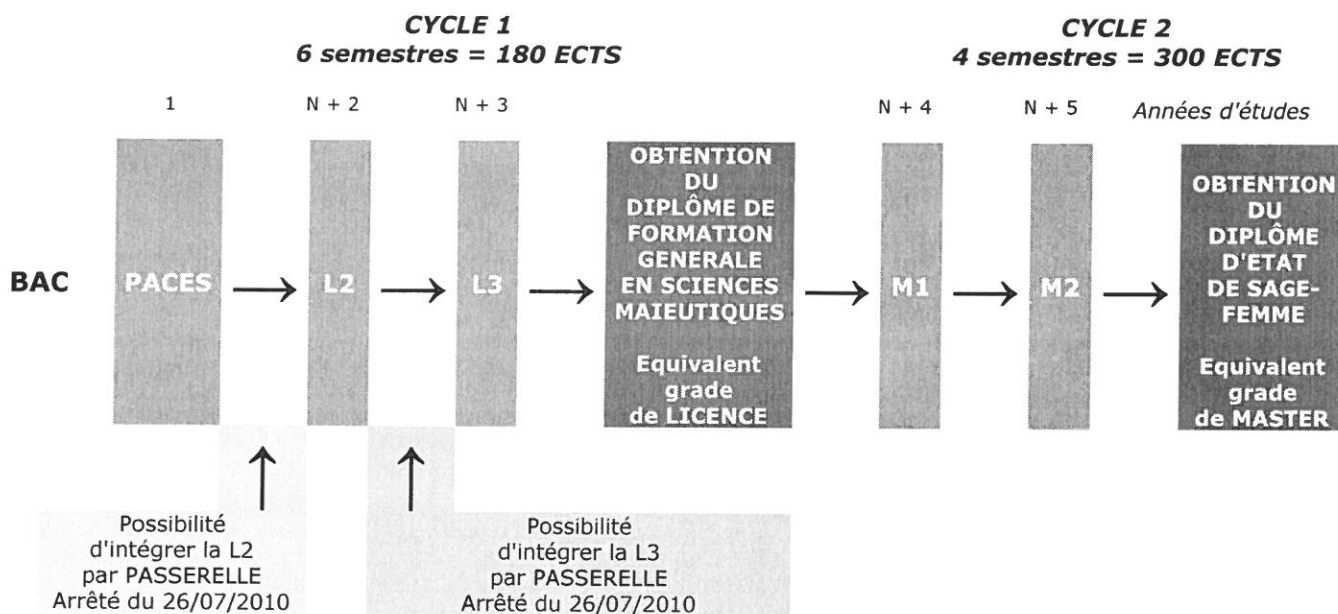 CYCLE 1
6 semestres = 180 ECTS
CYCLE 2
4 semestres = 300 ECTS
1
N + 2
N + 3
N + 4
N + 5
Années d'études
BAC
PACES
L2
L3
OBTENTION
DU
DIPLÔME DE
FORMATION
GENERALE
EN SCIENCES
MAIEUTIQUES
Equivalent
grade
de LICENCE
M1
M2
OBTENTION
DU
DIPLÔME
D'ETAT
DE SAGE-
FEMME
Equivalent
grade
de MASTER
Possibilité
d'intégrer la L2
par PASSERELLE
Arrêté du 26/07/2010
Possibilité
d'intégrer la L3
par PASSERELLE
Arrêté du 26/07/2010